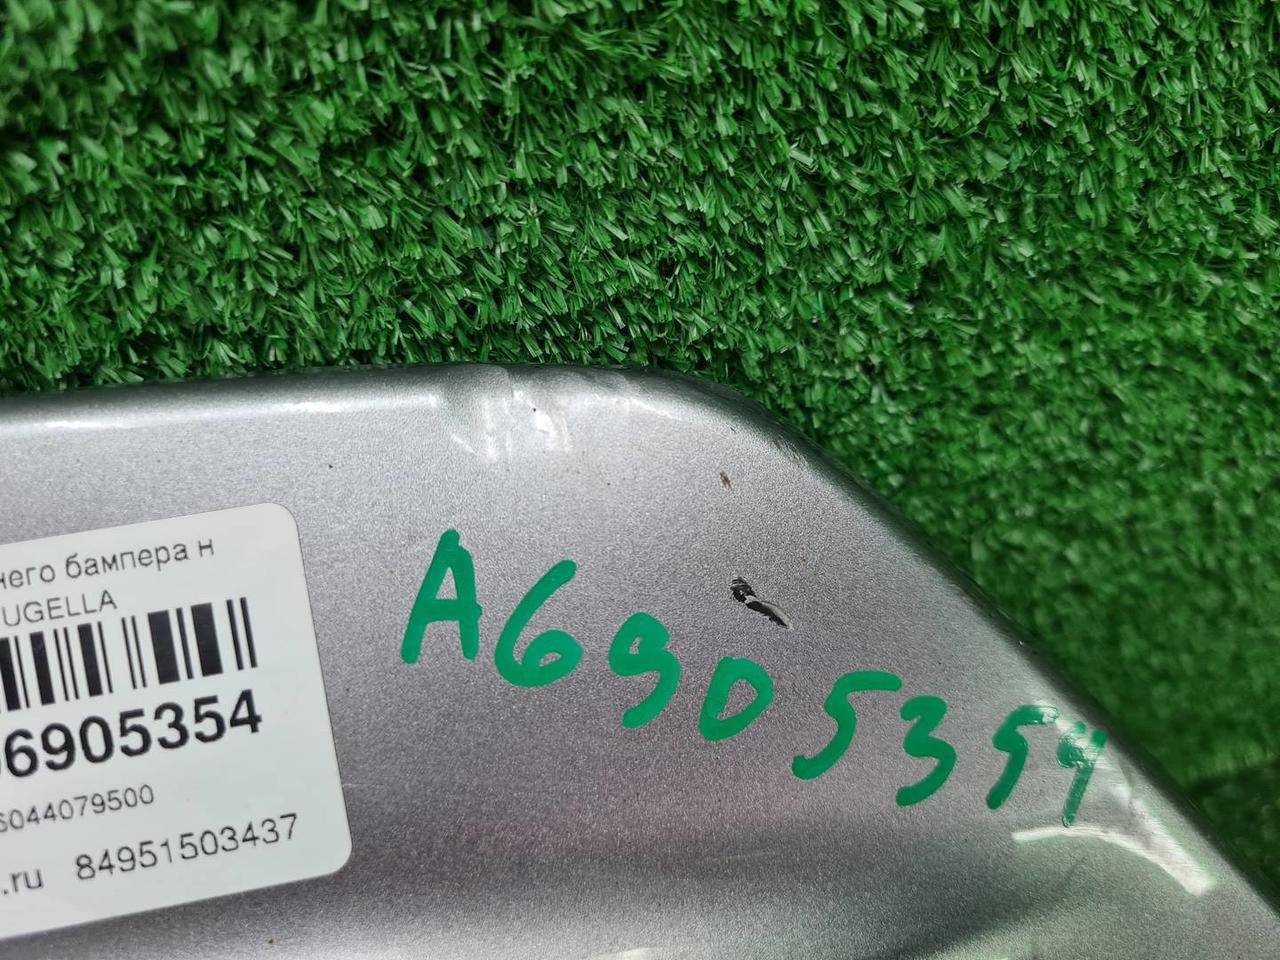 него бампера н
UGELLA
6905354
6044079500
.ru 84951503437
A6905354